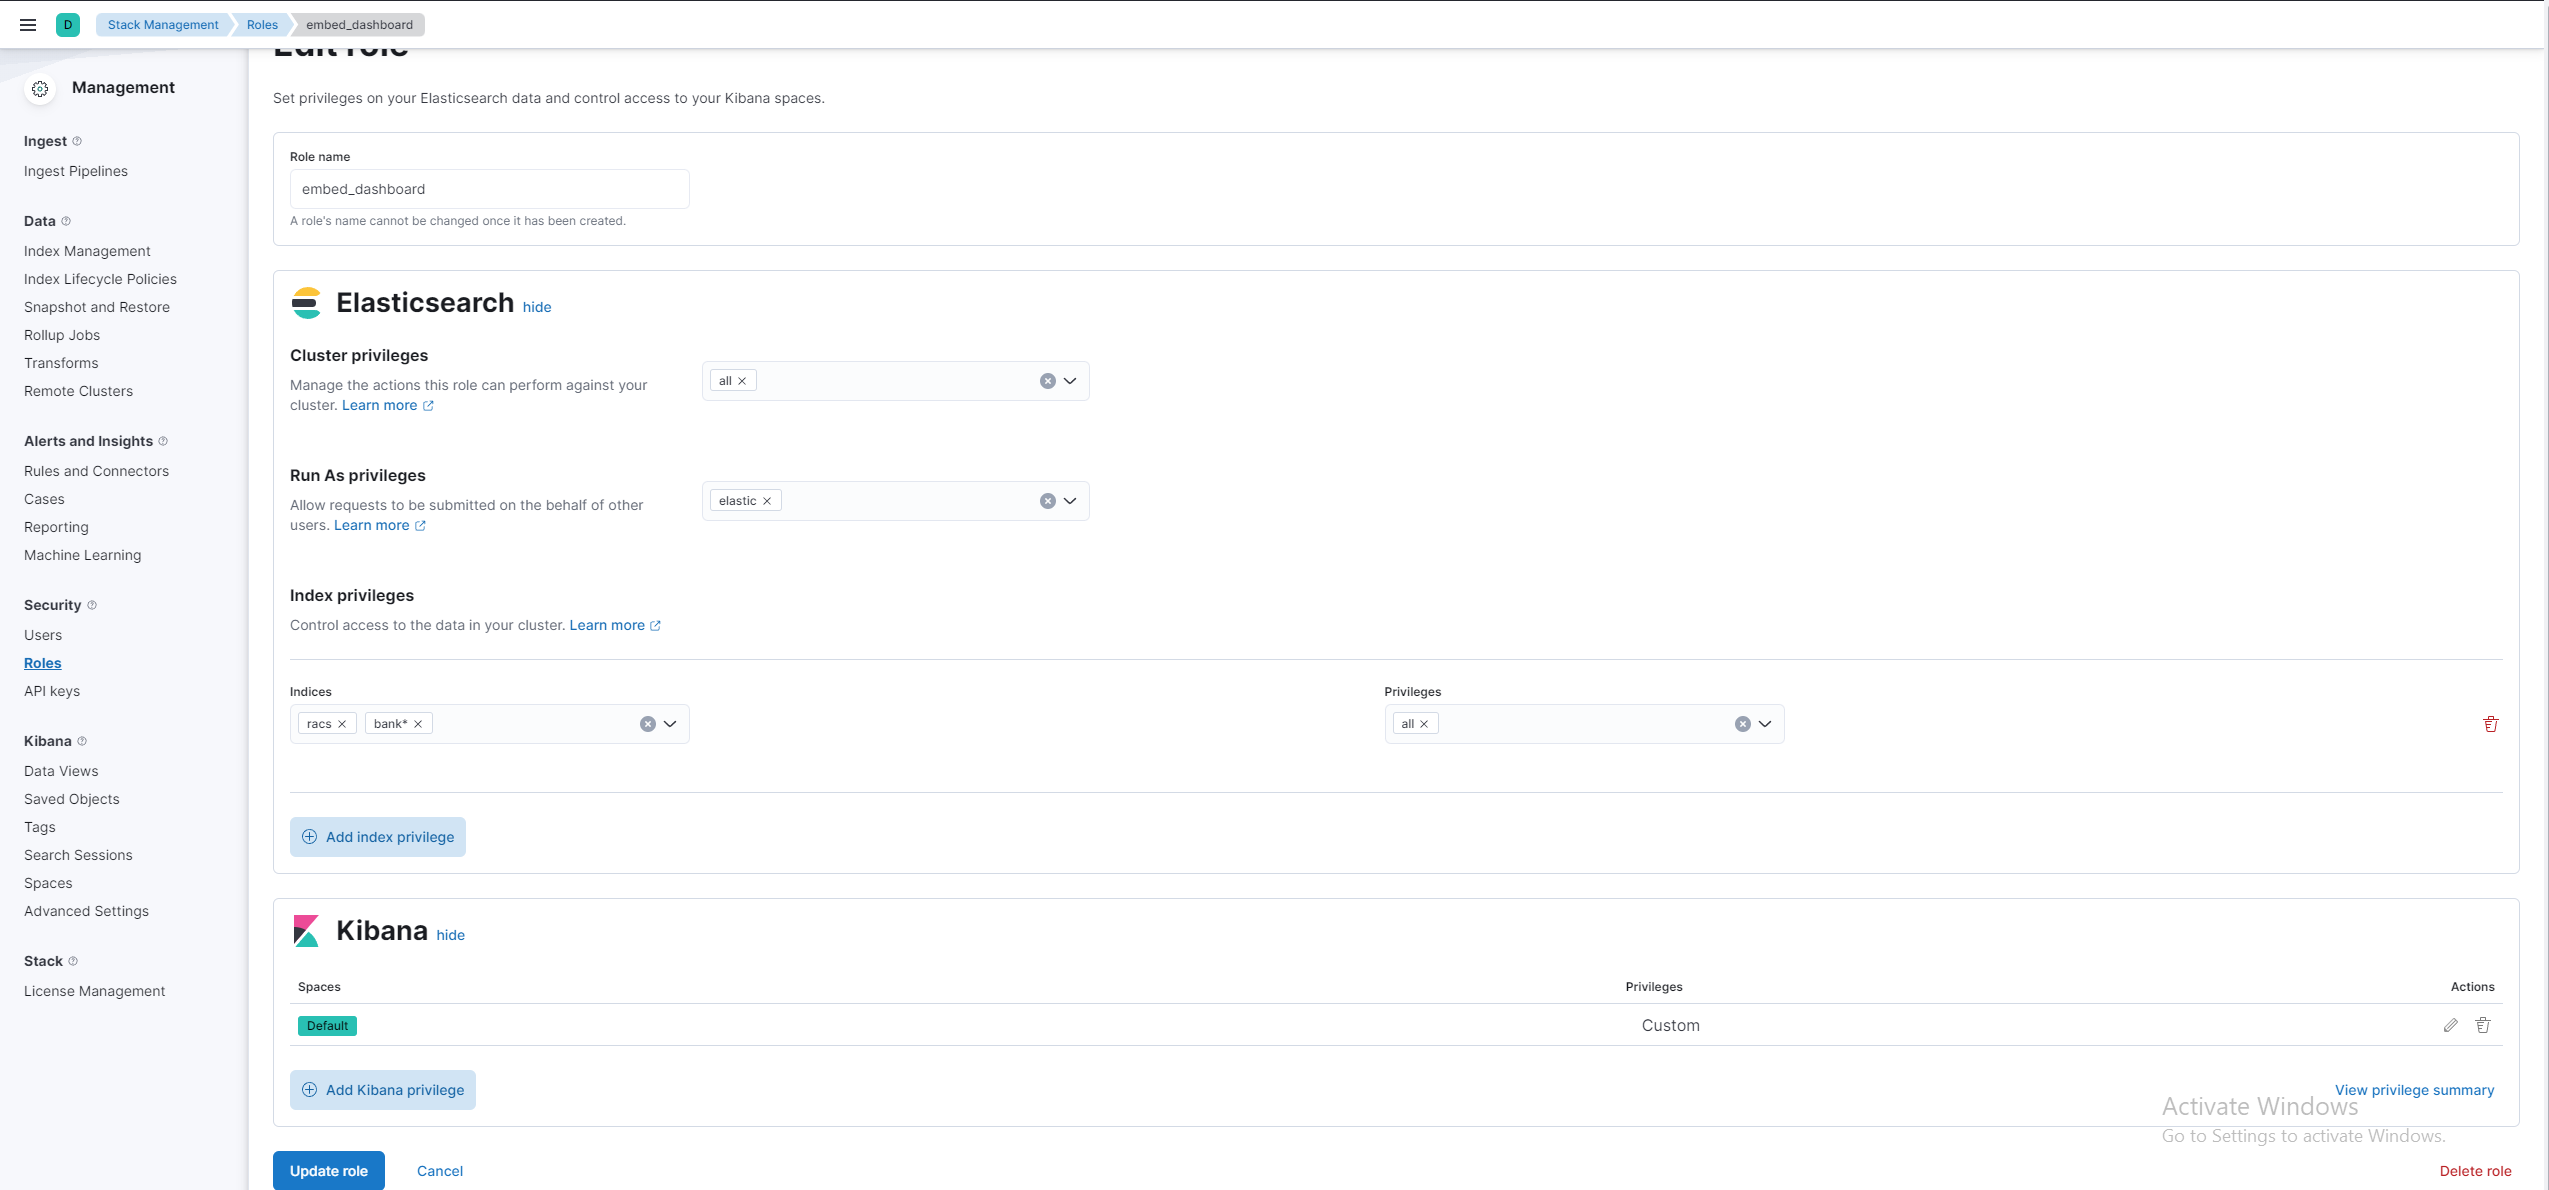 D
Stack Management
Roles
embed_dashboard
Edit role
Management
Set privileges on your Elasticsearch data and control access to your Kibana spaces.
Ingest
Ingest Pipelines
Data
Index Management
Index Lifecycle Policies
Snapshot and Restore
Rollup Jobs
Transforms
Remote Clusters
Alerts and Insights
Rules and Connectors
Cases
Reporting
Machine Learning
Security
Users
Roles
API keys
Kibana
Data Views
Saved Objects
Tags
Search Sessions
Spaces
Advanced Settings
Stack
License Management
Role name
embed_dashboard
A role's name cannot be changed once it has been created.
Elasticsearch hide
Cluster privileges
Manage the actions this role can perform against your
cluster. Learn more
all
Run As privileges
Allow requests to be submitted on the behalf of other
users. Learn more
elastic
Index privileges
Control access to the data in your cluster. Learn more
Indices
racs
bank*
Privileges
all
Add index privilege
Kibana hide
Spaces
Privileges
Actions
Default
Custom
Add Kibana privilege
View privilege summary
Activate Windows
Go to Settings to activate Windows.
Update role
Cancel
Delete role